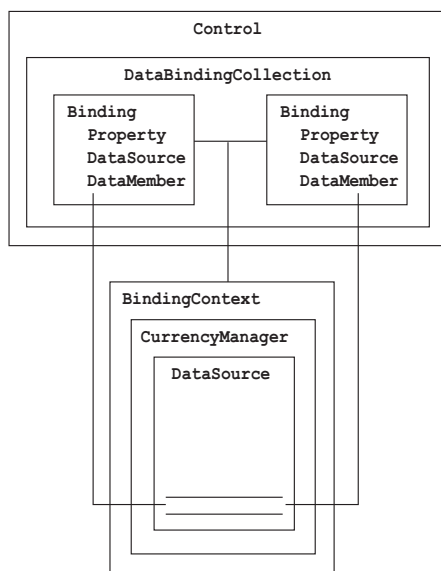 Control
DataBindingCollection
Binding
Property
DataSource
DataMember
Binding
Property
DataSource
DataMember
BindingContext
CurrencyManager
DataSource